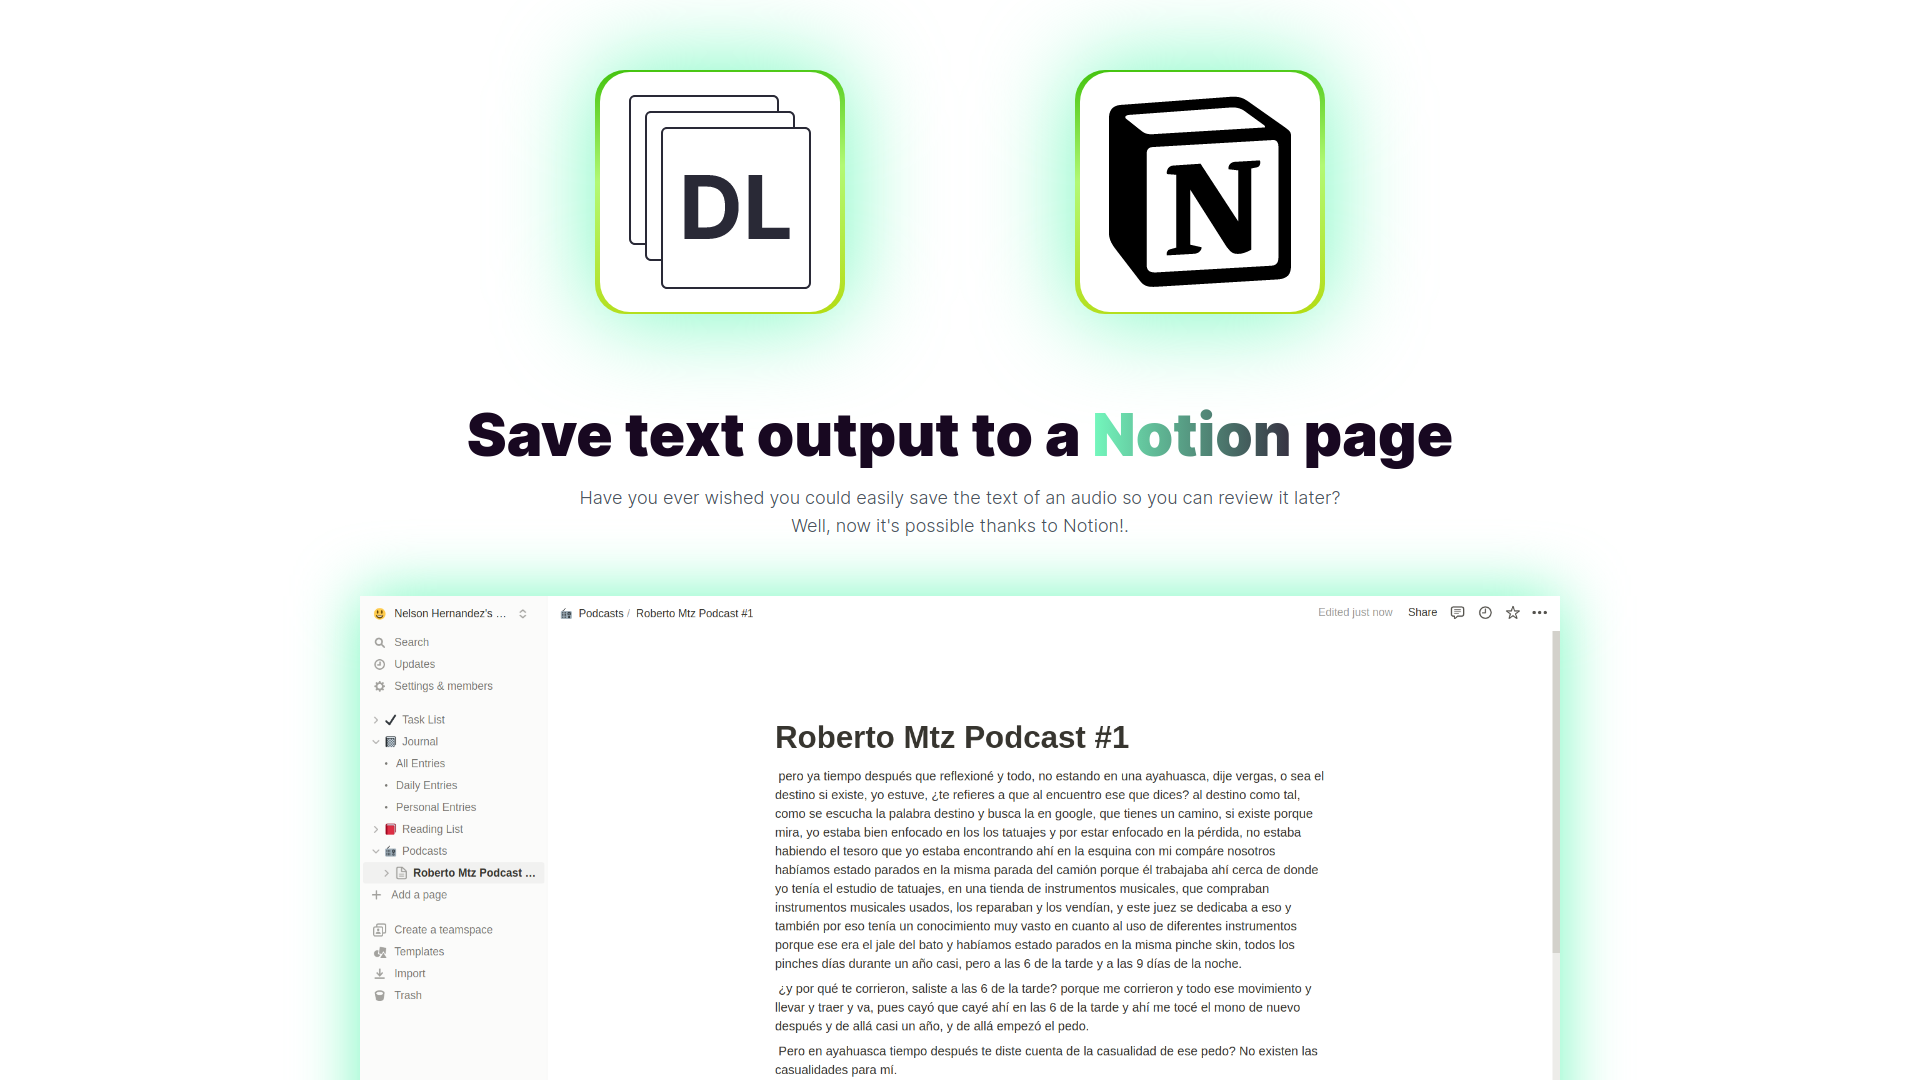 DL
N
Save text output to a Notion page
Have you ever wished you could easily save the text of an audio so you can review it later?
Well, now it's possible thanks to Notion!.
Nelson Hernandez's ...
Podcasts / Roberto Mtz Podcast #1
Edited just now
Share
Search
Updates
Settings & members
Task List
Journal
All Entries
Daily Entries
Personal Entries
Reading List
Podcasts
Roberto Mtz Podcast ...
Add a page
Create a teamspace
Templates
Import
Trash
Roberto Mtz Podcast #1
pero ya tiempo después que reflexioné y todo, no estando en una ayahuasca, dije vergas, o sea el
destino si existe, yo estuve, ¿te refieres a que al encuentro ese que dices? al destino como tal,
como se escucha la palabra destino y busca la en google, que tienes un camino, si existe porque
mira, yo estaba bien enfocado en los los tatuajes y por estar enfocado en la pérdida, no estaba
habiendo el tesoro que yo estaba encontrando ahí en la esquina con mi compáre nosotros
habíamos estado parados en la misma parada del camión porque él trabajaba ahí cerca de donde
yo tenía el estudio de tatuajes, en una tienda de instrumentos musicales, que compraban
instrumentos musicales usados, los reparaban y los vendían, y este juez se dedicaba a eso y
también por eso tenía un conocimiento muy vasto en cuanto al uso de diferentes instrumentos
porque ese era el jale del bato y habíamos estado parados en la misma pinche skin, todos los
pinches días durante un año casi, pero a las 6 de la tarde y a las 9 días de la noche.
¿y por qué te corrieron, saliste a las 6 de la tarde? porque me corrieron y todo ese movimiento y
llevar y traer y va, pues cayó que cayé ahí en las 6 de la tarde y ahí me tocé el mono de nuevo
después y de allá casi un año, y de allá empezó el pedo.
Pero en ayahuasca tiempo después te diste cuenta de la casualidad de ese pedo? No existen las
casualidades para mí.